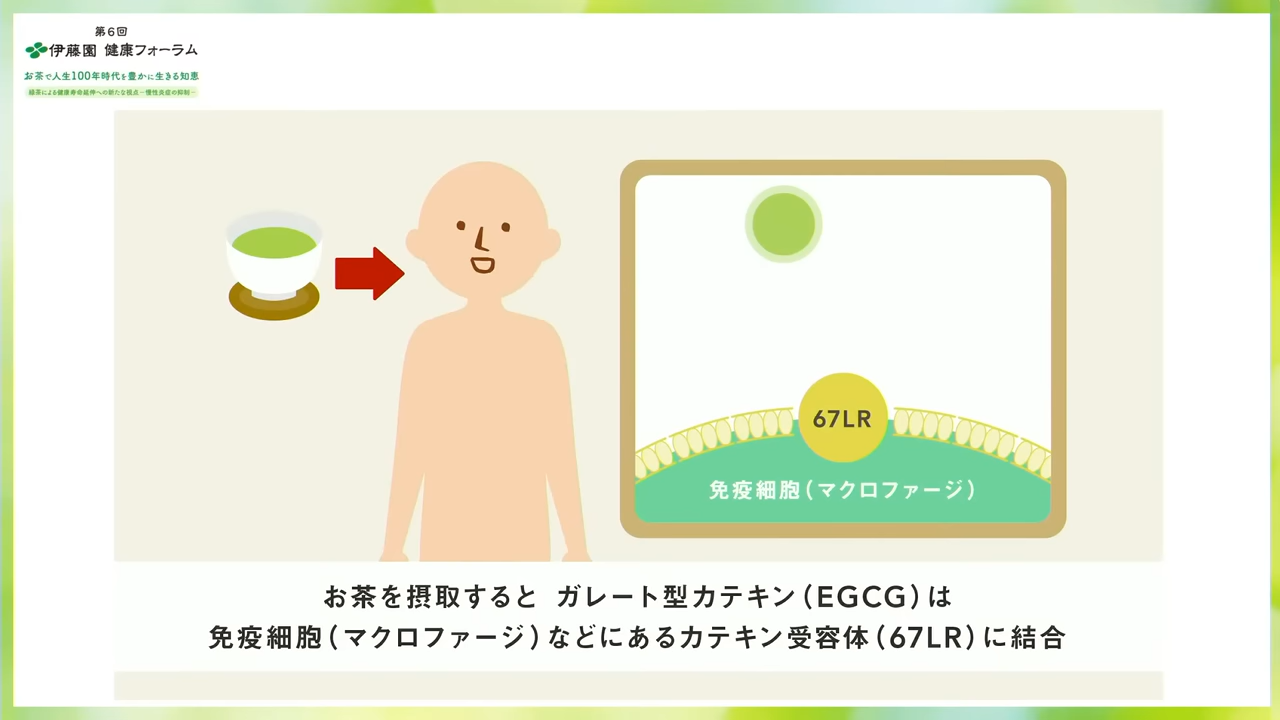 第6回
伊藤園 健康フォーラム
お茶で人生100年時代を豊かに生きる知恵
緑茶による健康寿命延伸への新たな視点－慢性炎症の抑制－
67LR
免疫細胞(マクロファージ)
お茶を摂取すると ガレート型カテキン(EGCG)は
免疫細胞(マクロファージ)などにあるカテキン受容体(67LR)に結合